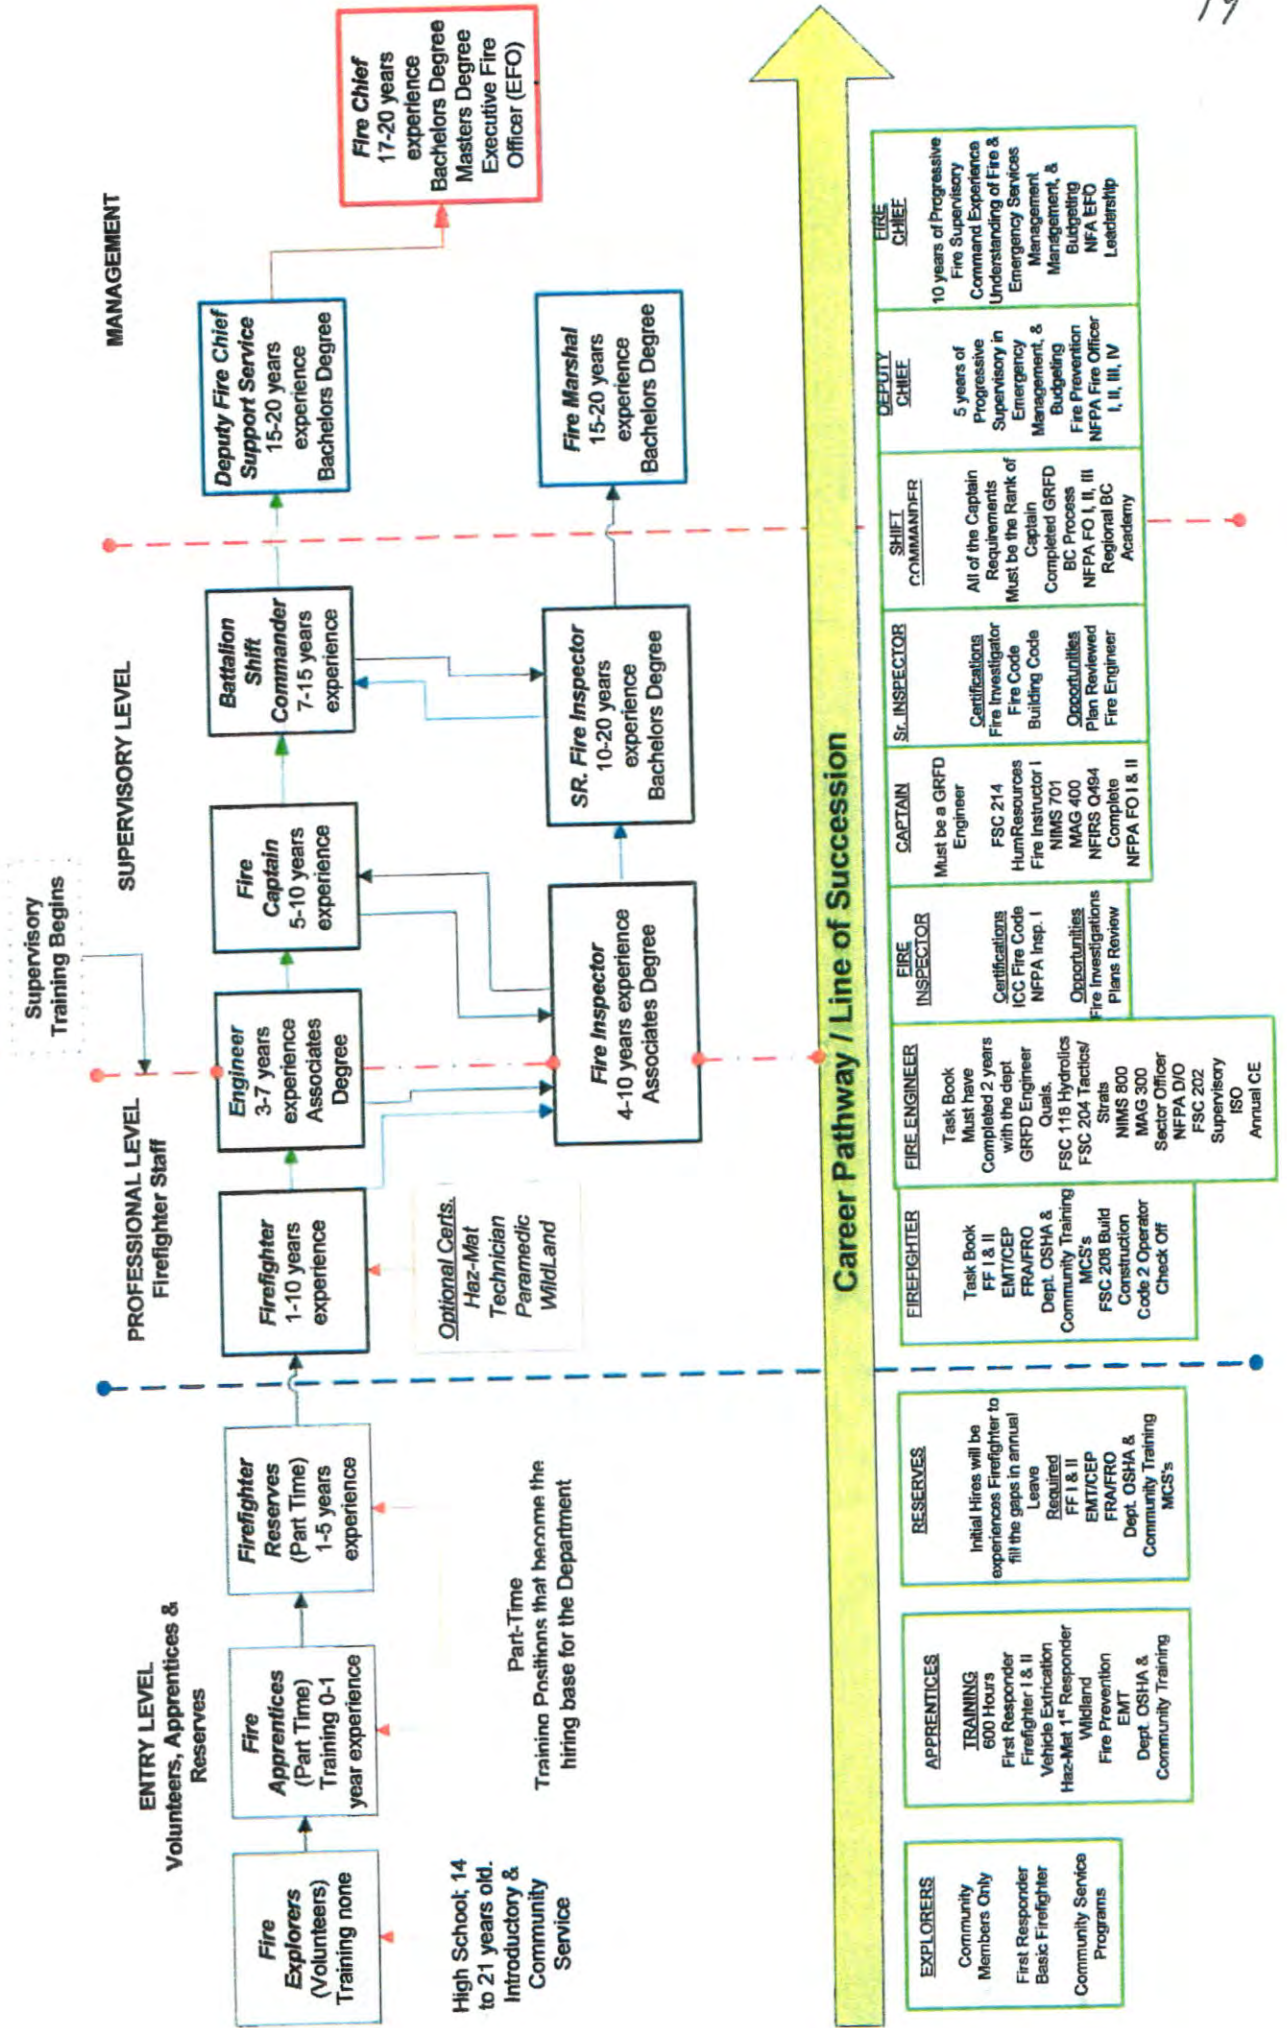 Supervisory
Training Begins
ENTRY LEVEL
Volunteers, Apprentices &
Reserves
PROFESSIONAL LEVEL
Firefighter Staff
SUPERVISORY LEVEL
MANAGEMENT
Fire
Explorers
(Volunteers)
Training none
Fire
Apprentices
(Part Time)
Training 0-1
year experience
Firefighter
Reserves
(Part Time)
1-5 years
experience
Firefighter
1-10 years
experience
Engineer
3-7 years
experience
Associates
Degree
Fire
Captain
5-10 years
experience
Battalion
Shift
Commander
7-15 years
experience
Deputy Fire Chief
Support Service
15-20 years
experience
Bachelors Degree
Fire Chief
17-20 years
experience
Bachelors Degree
Masters Degree
Executive Fire
Officer (EFO)
High School; 14
to 21 years old.
Introductory &
Community
Service
Part-Time
Training Positions that become the
hiring base for the Department
Optional Certs.
Haz-Mat
Technician
Paramedic
WildLand
Fire Inspector
4-10 years experience
Associates Degree
SR. Fire Inspector
10-20 years
experience
Bachelors Degree
Fire Marshal
15-20 years
experience
Bachelors Degree
Career Pathway / Line of Succession
EXPLORERS
Community
Members Only
First Responder
Basic Firefighter
Community Service
Programs
APPRENTICES
TRAINING
600 Hours
First Responder
Firefighter I & II
Vehicle Extrication
Haz-Mat 1st Responder
Wildland
Fire Prevention
EMT
Dept. OSHA &
Community Training
RESERVES
Initial Hires will be
experiences Firefighter to
fill the gaps in annual
Leave
Required
FF I & II
EMT/CEP
FRA/FRO
Dept. OSHA &
Community Training
MCS's
FIREFIGHTER
Task Book
FF I & II
EMT/CEP
FRA/FRO
Dept. OSHA &
Community Training
MCS's
FSC 208 Build
Construction
Code 2 Operator
Check Off
FIRE ENGINEER
Task Book
Must have
Completed 2 years
with the dept
GRFD Engineer
Quals.
FSC 118 Hydrotics
FSC 204 Tactics/
Strats
NIMS 800
MAG 300
Sector Officer
NFPA D/O
FSC 202
Supervisory
ISO
Annual CE
FIRE
INSPECTOR
Certifications
ICC Fire Code
NFPA Insp. I
Opportunities
Fire Investigations
Plans Review
CAPTAIN
Must be a GRFD
Engineer
FSC 214
HumResources
Fire Instructor I
NIMS 701
MAG 400
NFIRS Q494
Complete
NFPA FO I & II
Sr. INSPECTOR
Certifications
Fire Investigator
Fire Code
Building Code
Opportunities
Plan Reviewed
Fire Engineer
SHIFT
COMMANDER
All of the Captain
Requirements
Must be the Rank of
Captain
Completed GRFD
BC Process
NFPA FO I, II, III
Regional BC
Academy
DEPUTY
CHIEF
5 years of
Progressive
Supervisory in
Emergency
Management, &
Budgeting
Fire Prevention
NFPA Fire Officer
I, II, III, IV
FIRE
CHIEF
10 years of Progressive
Fire Supervisory
Command Experience
Understanding of Fire &
Emergency Services
Management
Management, &
Budgeting
NFA EFO
Leadership